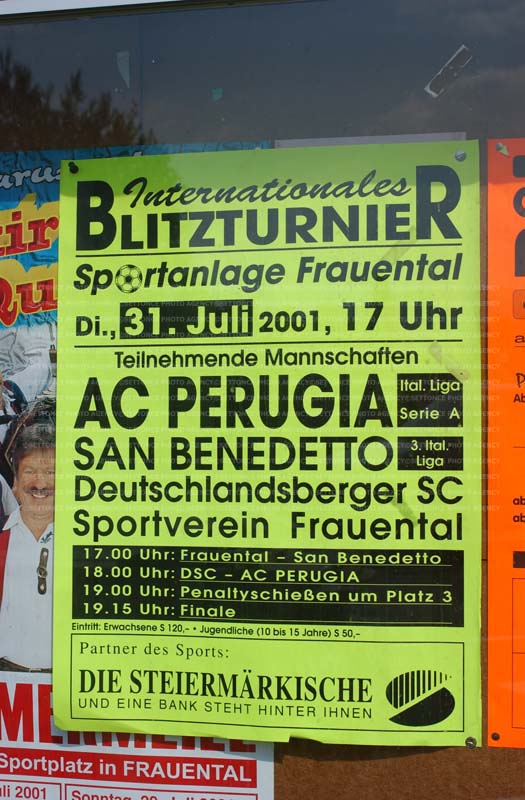 Internationales
BLITZTURNIER
Sportanlage Frauental
Di., 31. Juli 2001, 17 Uhr
Teilnehmende Mannschaften
AC PERUGIA Ital. Liga Serie A
SAN BENEDETTO 3. Ital. Liga
Deutschlandsberger SC
Sportverein Frauental
17.00 Uhr: Frauental – San Benedetto
18.00 Uhr: DSC – AC PERUGIA
19.00 Uhr: Penaltyschießen um Platz 3
19.15 Uhr: Finale
Eintritt: Erwachsene S 120,– • Jugendliche (10 bis 15 Jahre) S 50,–
Partner des Sports:
DIE STEIERMÄRKISCHE
UND EINE BANK STEHT HINTER IHNEN
Sportplatz in FRAUENTAL